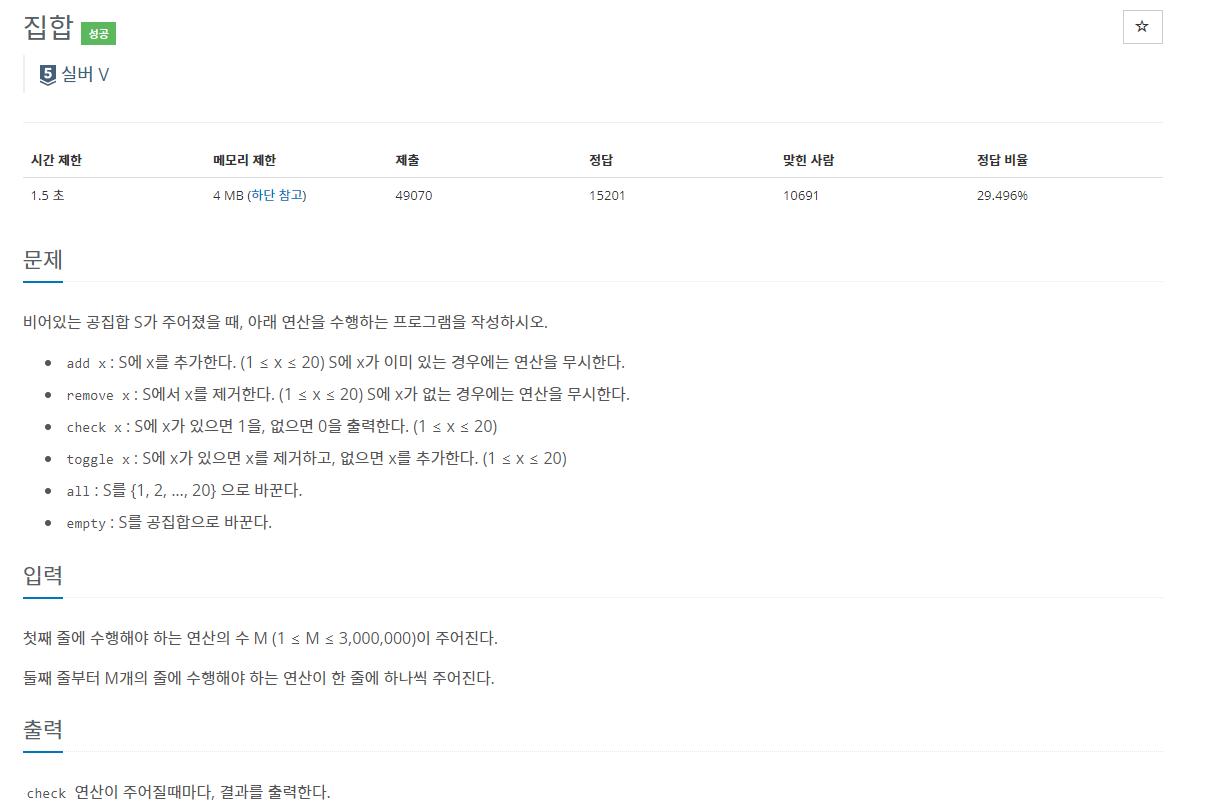 집합 성공
☆
5 실버 V
시간 제한 메모리 제한 제출 정답 맞힌 사람 정답 비율
1.5 초 4 MB (하단 참고) 49070 15201 10691 29.496%
문제
비어있는 공집합 S가 주어졌을 때, 아래 연산을 수행하는 프로그램을 작성하시오.
• add x : S에 x를 추가한다. (1 ≤ x ≤ 20) S에 x가 이미 있는 경우에는 연산을 무시한다.
• remove x : S에서 x를 제거한다. (1 ≤ x ≤ 20) S에 x가 없는 경우에는 연산을 무시한다.
• check x : S에 x가 있으면 1을, 없으면 0을 출력한다. (1 ≤ x ≤ 20)
• toggle x : S에 x가 있으면 x를 제거하고, 없으면 x를 추가한다. (1 ≤ x ≤ 20)
• all : S를 {1, 2, ..., 20} 으로 바꾼다.
• empty : S를 공집합으로 바꾼다.
입력
첫째 줄에 수행해야 하는 연산의 수 M (1 ≤ M ≤ 3,000,000)이 주어진다.
둘째 줄부터 M개의 줄에 수행해야 하는 연산이 한 줄에 하나씩 주어진다.
출력
check 연산이 주어질때마다, 결과를 출력한다.